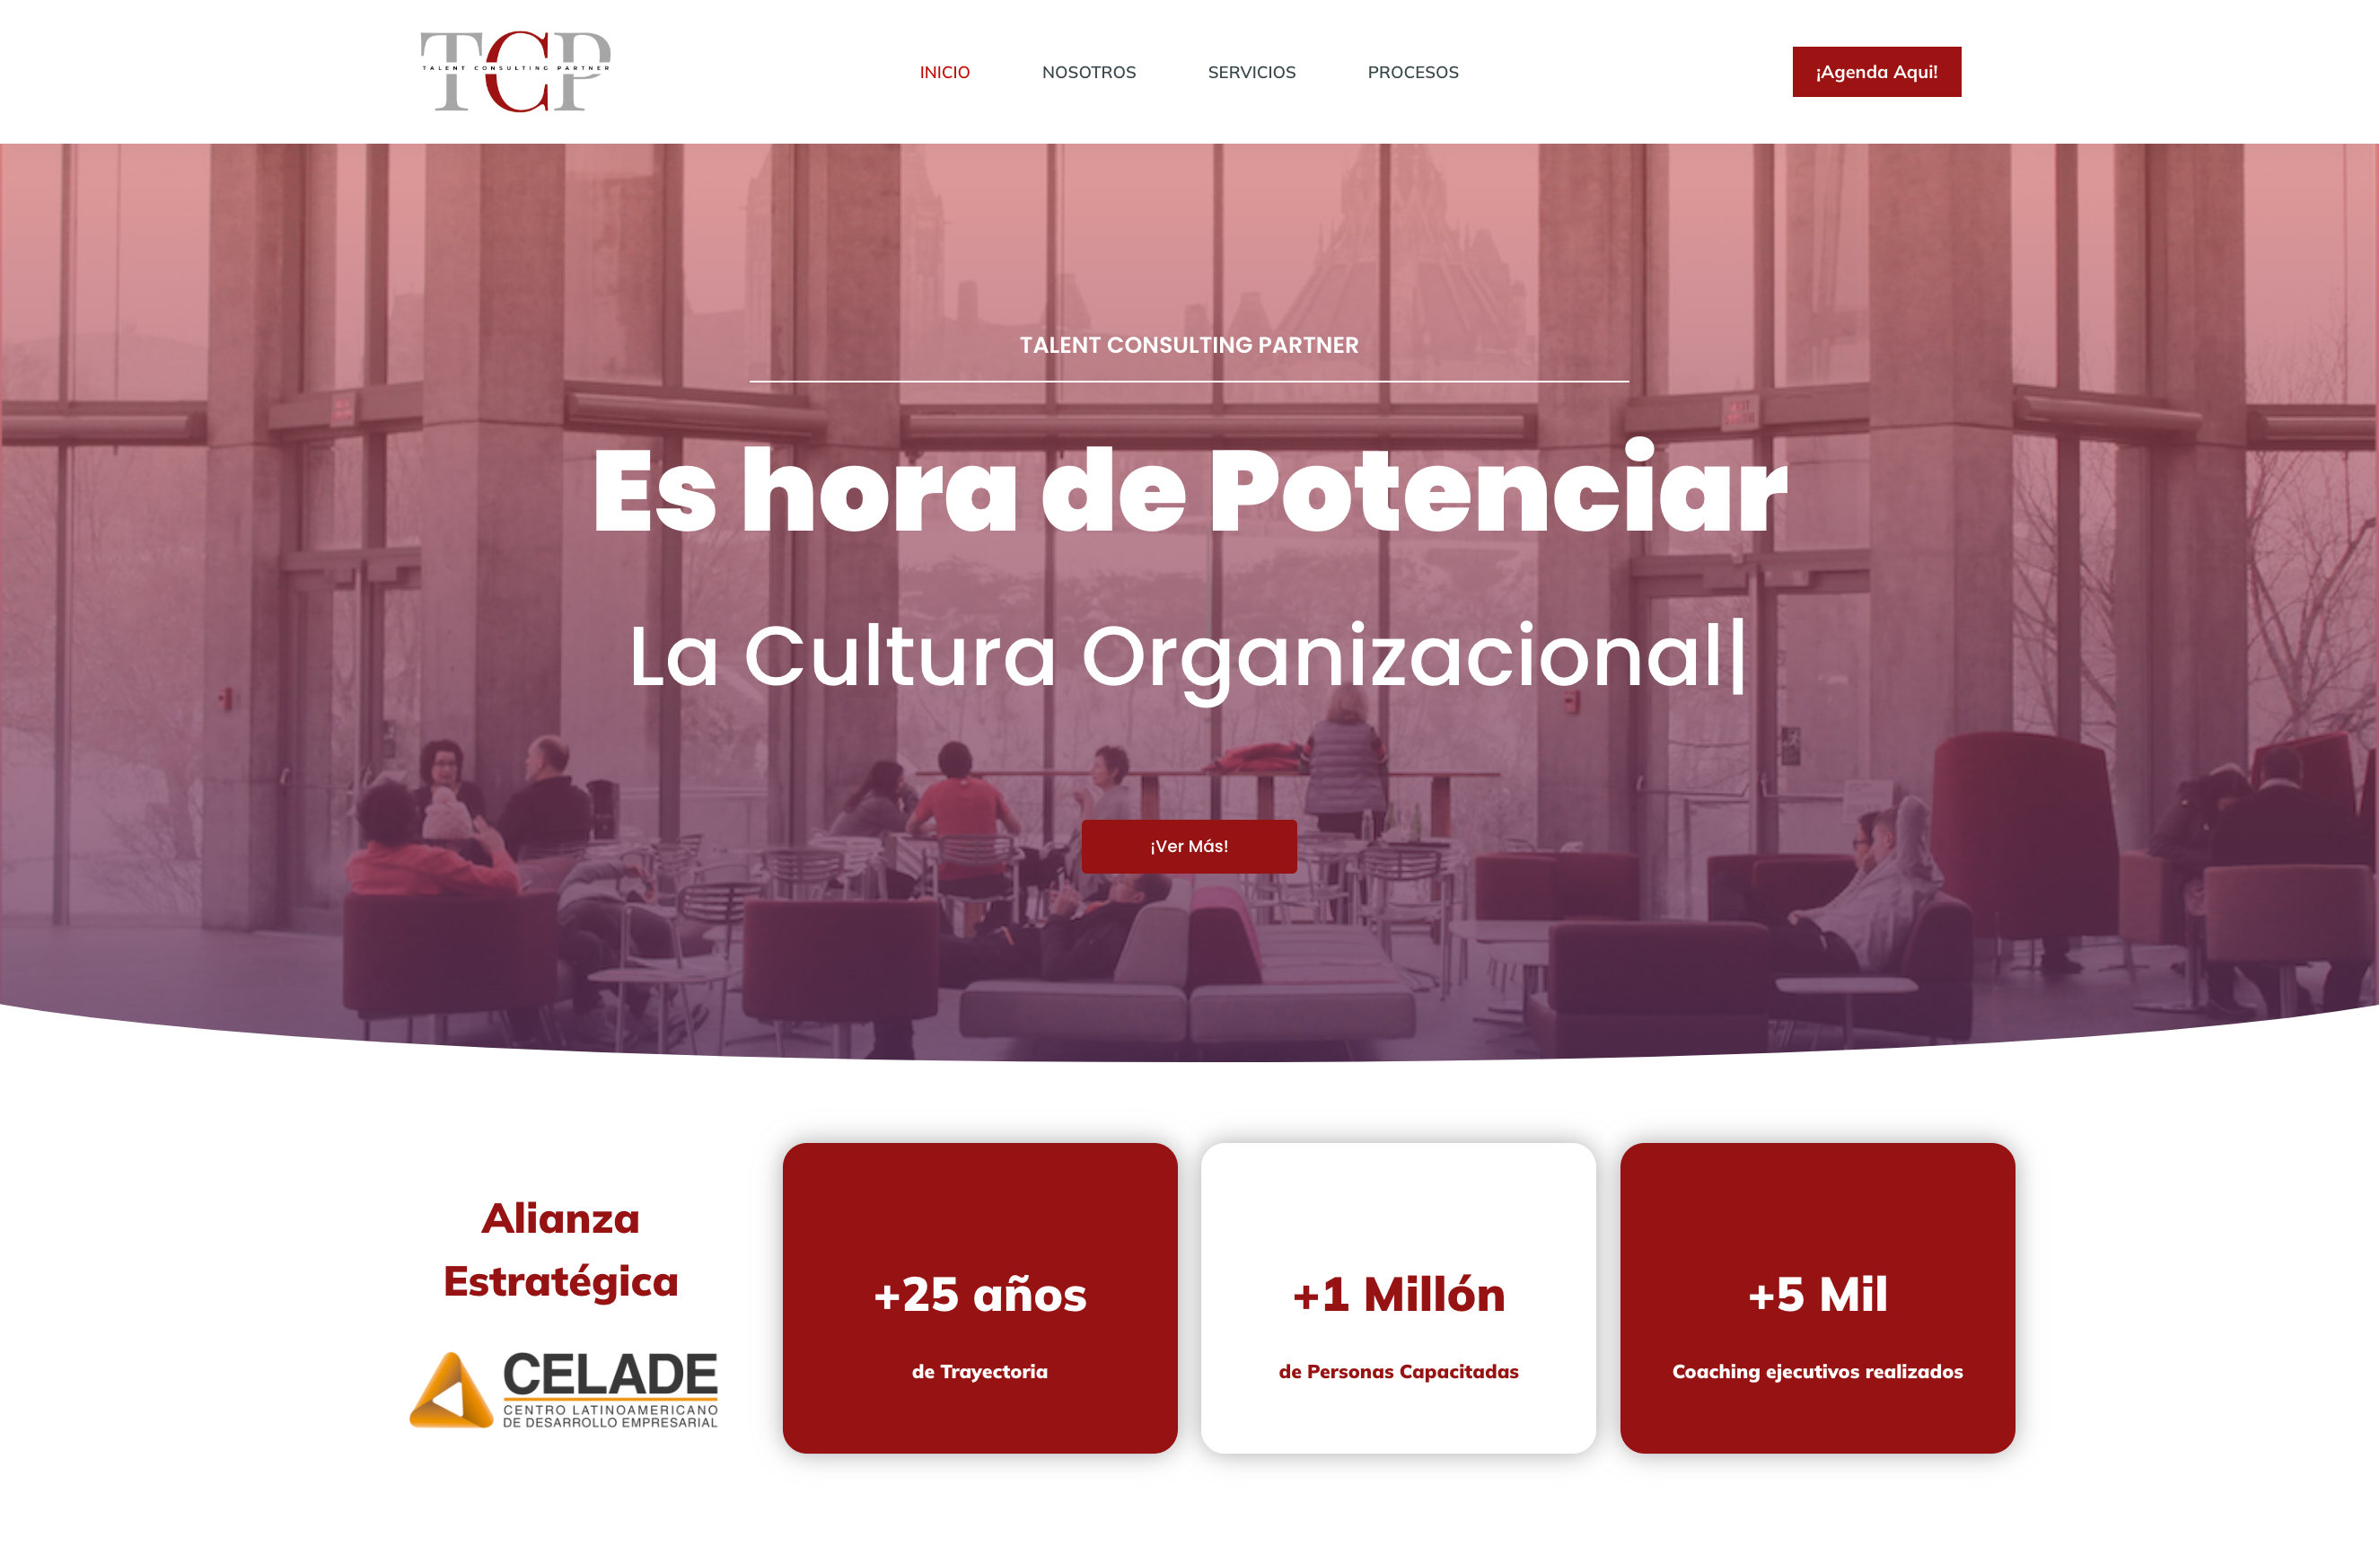 TCP
TALENT CONSULTING PARTNER
INICIO
NOSOTROS
SERVICIOS
PROCESOS
¡Agenda Aqui!
TALENT CONSULTING PARTNER
Es hora de Potenciar
La Cultura Organizacional|
¡Ver Más!
Alianza
Estratégica
CELADE
CENTRO LATINOAMERICANO
DE DESARROLLO EMPRESARIAL
+25 años
de Trayectoria
+1 Millón
de Personas Capacitadas
+5 Mil
Coaching ejecutivos realizados